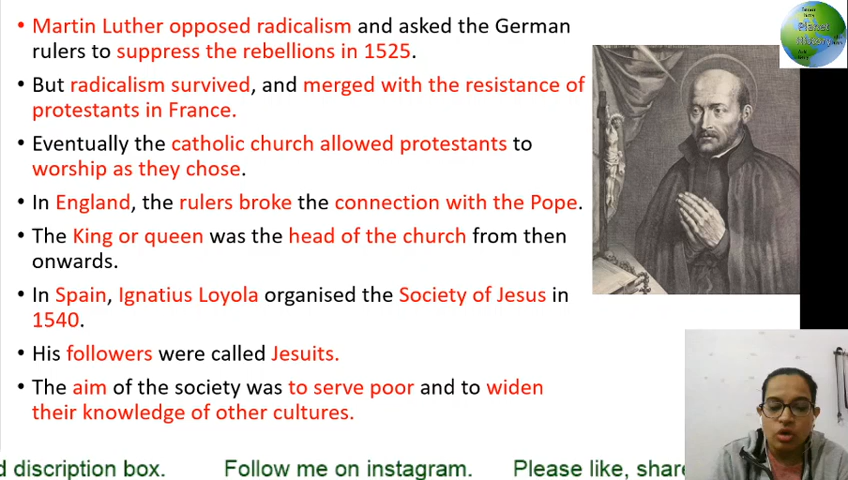 • Martin Luther opposed radicalism and asked the German
rulers to suppress the rebellions in 1525.
• But radicalism survived, and merged with the resistance of
protestants in France.
• Eventually the catholic church allowed protestants to
worship as they chose.
• In England, the rulers broke the connection with the Pope.
• The King or queen was the head of the church from then
onwards.
• In Spain, Ignatius Loyola organised the Society of Jesus in
1540.
• His followers were called Jesuits.
• The aim of the society was to serve poor and to widen
their knowledge of other cultures.
d discription box. Follow me on instagram. Please like, share